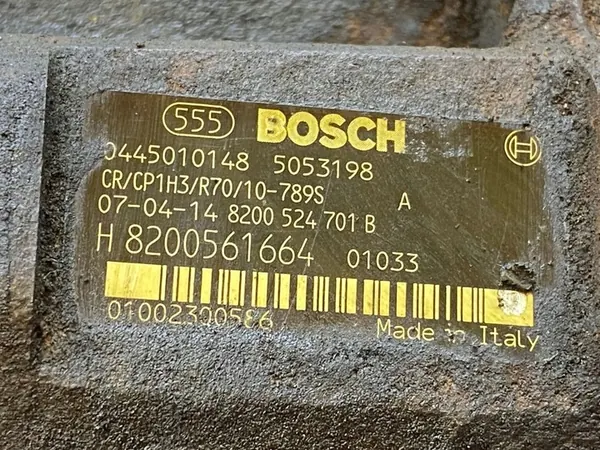 555 BOSCH
0445010148 5053198
CR/CP1H3/R70/10-789S A
07-04-14 8200 524 701 B
H 8200561664 01033
01002300586
Made in Italy